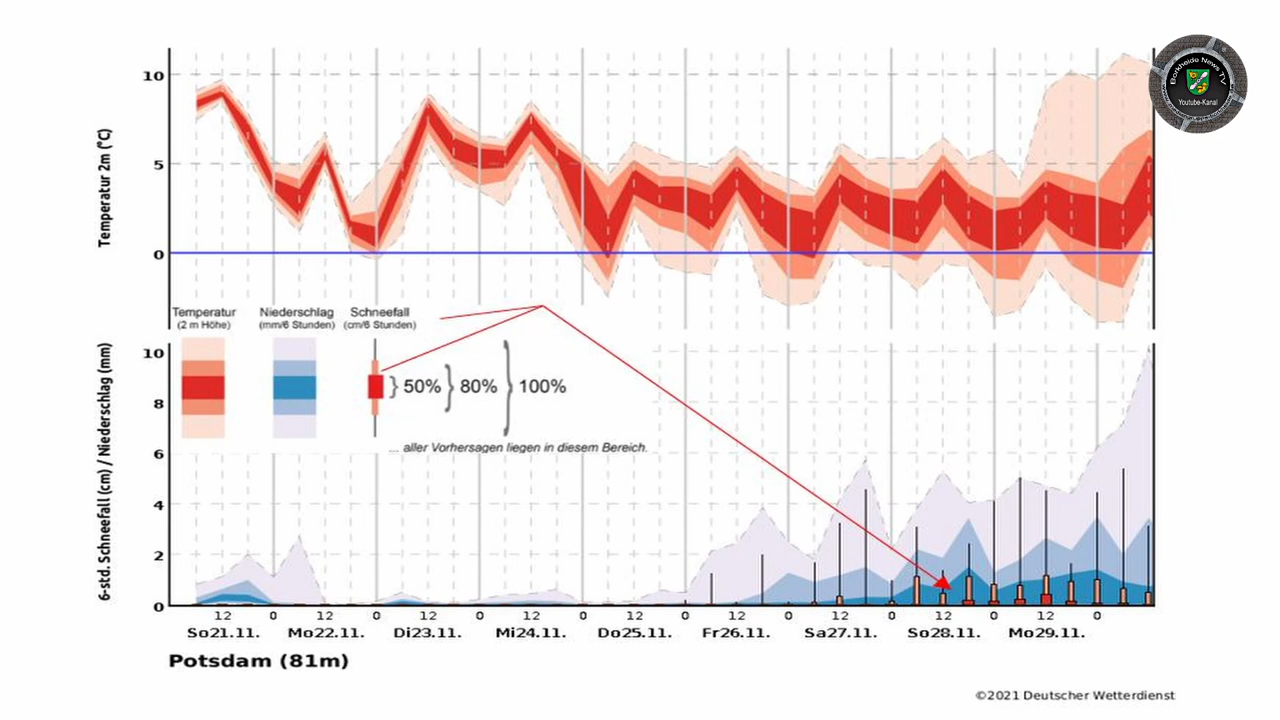 Borkheide News TV
Youtube-Kanal
10
5
0
Temperatur 2m (°C)
Temperatur
(2 m Höhe)
Niederschlag
(mm/6 Stunden)
Schneefall
(cm/6 Stunden)
50%
80%
100%
... aller Vorhersagen liegen in diesem Bereich.
6-std. Schneefall (cm) / Niederschlag (mm)
10
8
6
4
2
0
12 0 12 0 12 0 12 0 12 0 12 0 12 0 12 0 12 0
So21.11. Mo22.11. Di23.11. Mi24.11. Do25.11. Fr26.11. Sa27.11. So28.11. Mo29.11.
Potsdam (81m)
©2021 Deutscher Wetterdienst